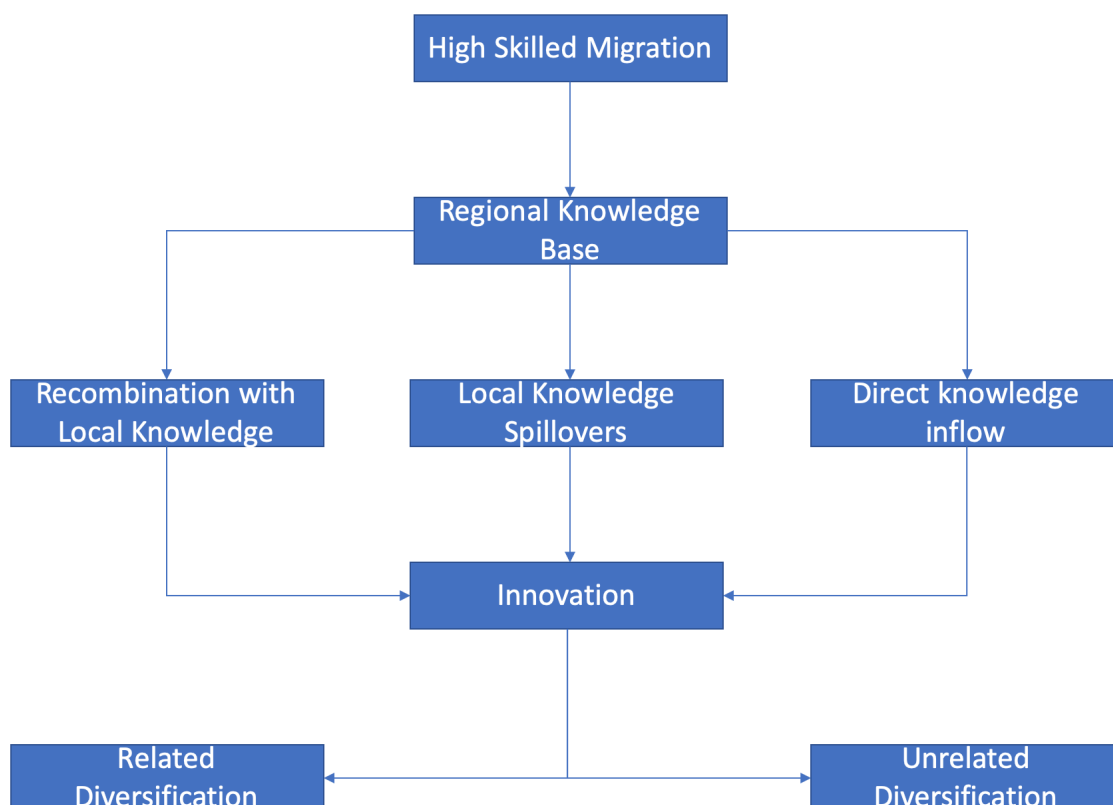 High Skilled Migration
Regional Knowledge
Base
Recombination with
Local Knowledge
Local Knowledge
Spillovers
Direct knowledge
inflow
Innovation
Related
Diversification
Unrelated
Diversification